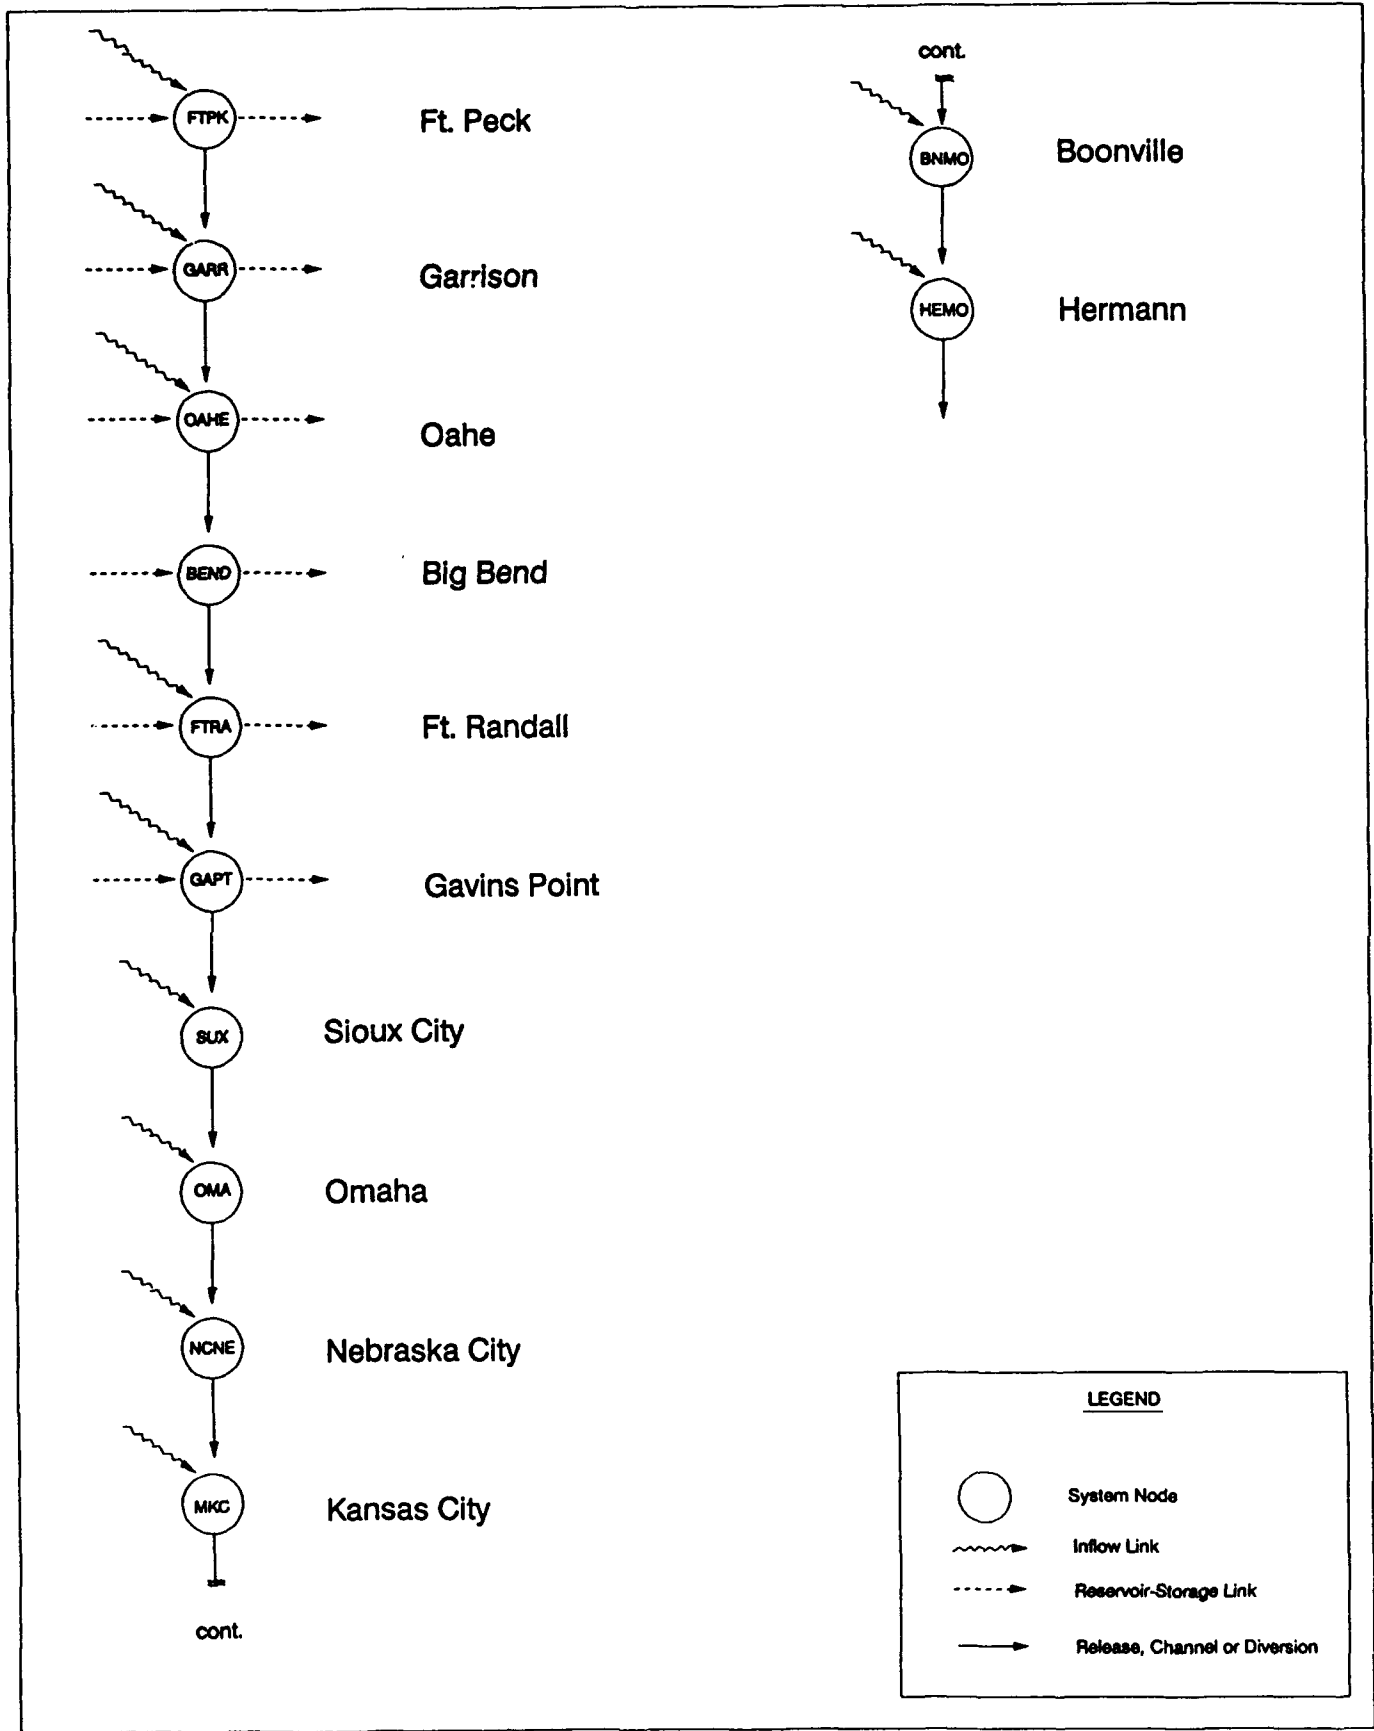 FTPK Ft. Peck
GARR Garrison
OAHE Oahe
BEND Big Bend
FTRA Ft. Randall
GAPT Gavins Point
SUX Sioux City
OMA Omaha
NCNE Nebraska City
MKC Kansas City
cont.
cont.
BNMO Boonville
HEMO Hermann
LEGEND
System Node
Inflow Link
Reservoir-Storage Link
Release, Channel or Diversion